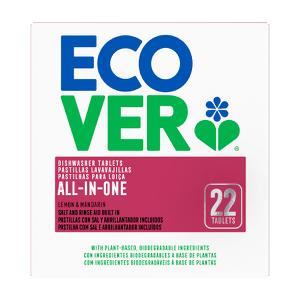 ECO
VER
DISHWASHER TABLETS
PASTILLAS LAVAVAJILLAS
PASTILHAS PARA LOIÇA
ALL-IN-ONE
LEMON & MANDARIN
SALT AND RINSE AID BUILT IN
PASTILLAS CON SAL Y ABRILLANTADOR INCLUIDOS
PASTILHA COM SAL E ABRILHANTADOR INCLUIDOS
22
TABLETS
WITH PLANT-BASED, BIODEGRADABLE INGREDIENTS
CON INGREDIENTES BIODEGRADABLES A BASE DE PLANTAS
COM INGREDIENTES BIODEGRADÁVEIS À BASE DE PLANTAS